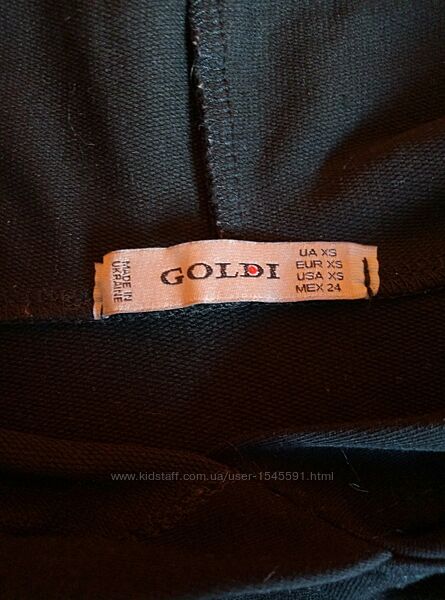 MADE IN
UKRAINE
GOLDI
UA XS
EUR XS
USA XS
MEX 24
www.kidstaff.com.ua/user-1545591.html